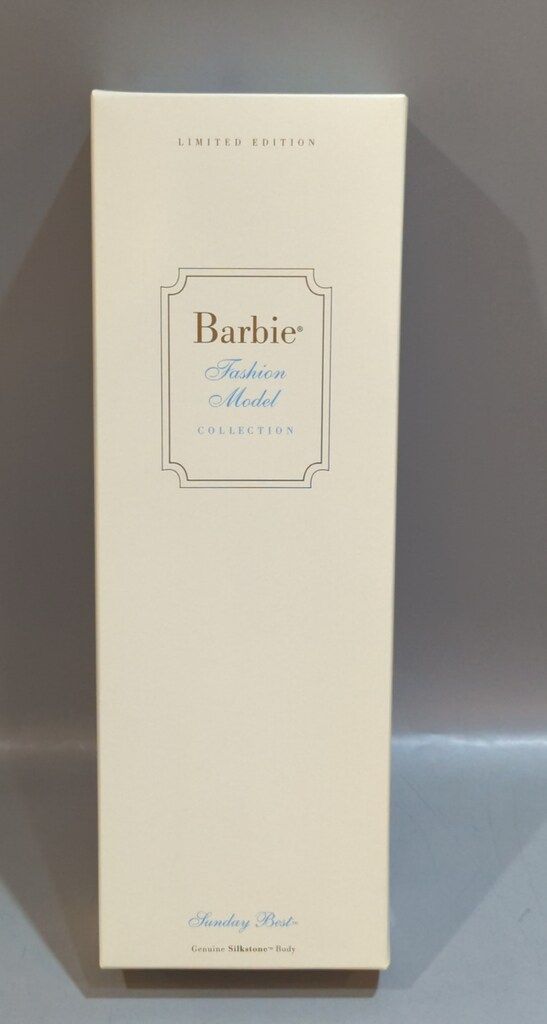 LIMITED EDITION
Barbie®
Fashion
Model
COLLECTION
Sunday Best™
Genuine Silkstone™ Body